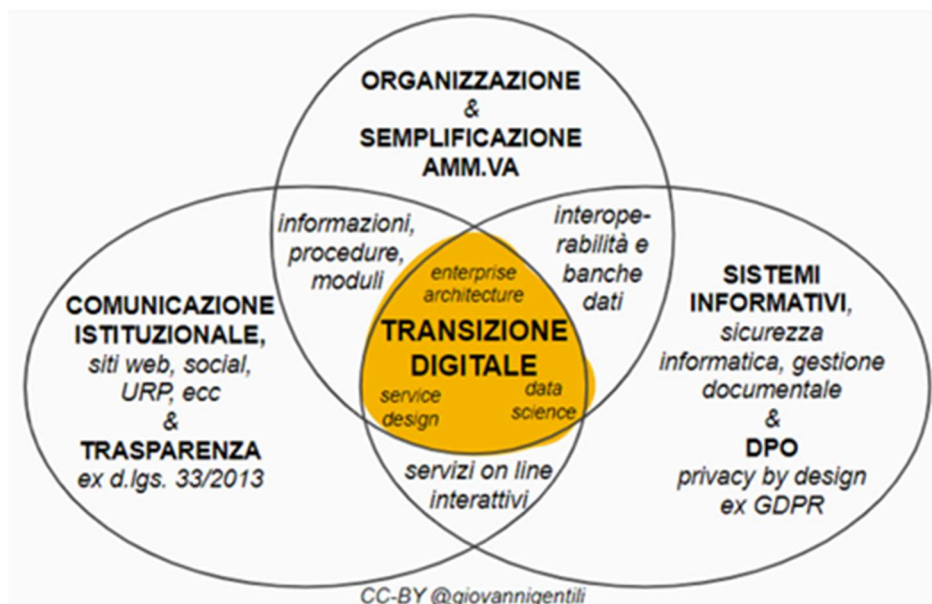 ORGANIZZAZIONE
&
SEMPLIFICAZIONE
AMM.VA
informazioni,
procedure,
moduli
interope-
rabilità e
banche
dati
COMUNICAZIONE
ISTITUZIONALE,
siti web, social,
URP, ecc
&
TRASPARENZA
ex d.lgs. 33/2013
enterprise
architecture
TRANSIZIONE
DIGITALE
service
design
data
science
SISTEMI
INFORMATIVI,
sicurezza
informatica, gestione
documentale
&
DPO
privacy by design
ex GDPR
servizi on line
interattivi
CC-BY @giovannigentili